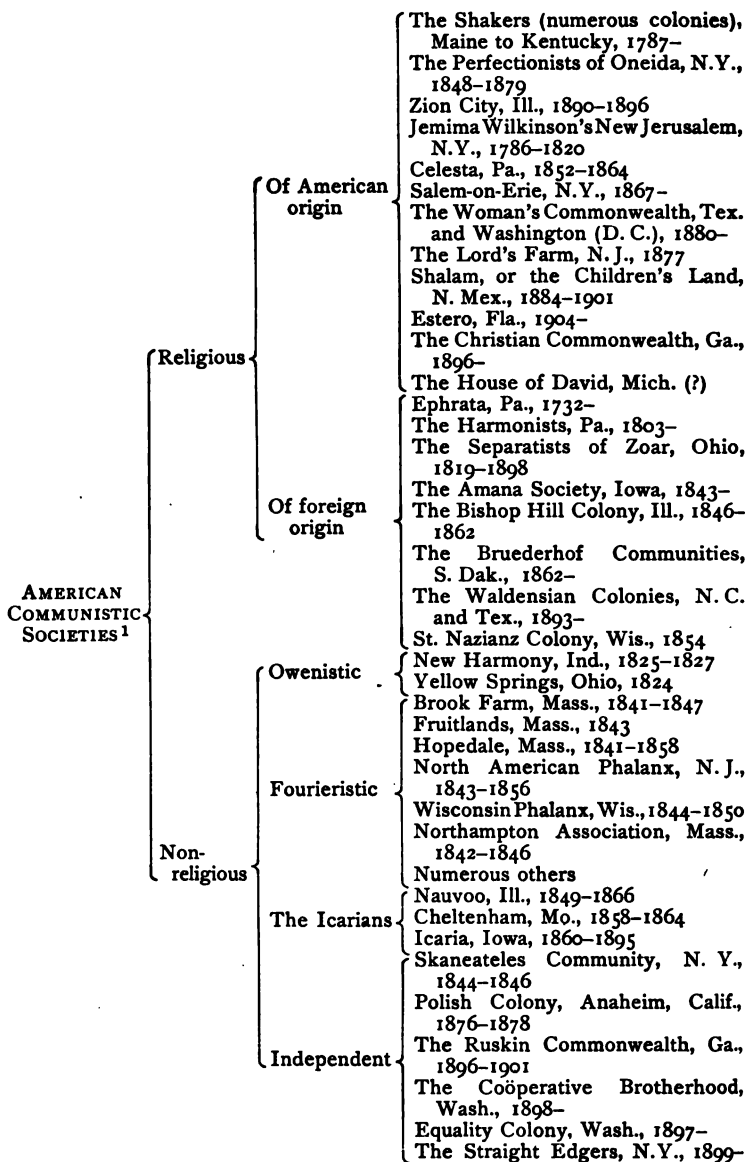 AMERICAN
COMMUNISTIC
SOCIETIES 1
Religious
Of American
origin
The Shakers (numerous colonies),
Maine to Kentucky, 1787–
The Perfectionists of Oneida, N.Y.,
1848–1879
Zion City, Ill., 1890–1896
Jemima Wilkinson's New Jerusalem,
N.Y., 1786–1820
Celesta, Pa., 1852–1864
Salem-on-Erie, N.Y., 1867–
The Woman's Commonwealth, Tex.
and Washington (D. C.), 1880–
The Lord's Farm, N. J., 1877
Shalam, or the Children's Land,
N. Mex., 1884–1901
Estero, Fla., 1904–
The Christian Commonwealth, Ga.,
1896–
The House of David, Mich. (?)
Of foreign
origin
Ephrata, Pa., 1732–
The Harmonists, Pa., 1803–
The Separatists of Zoar, Ohio,
1819–1898
The Amana Society, Iowa, 1843–
The Bishop Hill Colony, Ill., 1846–
1862
The Bruederhof Communities,
S. Dak., 1862–
The Waldensian Colonies, N. C.
and Tex., 1893–
St. Nazianz Colony, Wis., 1854
Non-
religious
Owenistic
New Harmony, Ind., 1825–1827
Yellow Springs, Ohio, 1824
Fourieristic
Brook Farm, Mass., 1841–1847
Fruitlands, Mass., 1843
Hopedale, Mass., 1841–1858
North American Phalanx, N. J.,
1843–1856
Wisconsin Phalanx, Wis., 1844–1850
Northampton Association, Mass.,
1842–1846
Numerous others
The Icarians
Nauvoo, Ill., 1849–1866
Cheltenham, Mo., 1858–1864
Icaria, Iowa, 1860–1895
Independent
Skaneateles Community, N. Y.,
1844–1846
Polish Colony, Anaheim, Calif.,
1876–1878
The Ruskin Commonwealth, Ga.,
1896–1901
The Coöperative Brotherhood,
Wash., 1898–
Equality Colony, Wash., 1897–
The Straight Edgers, N.Y., 1899–